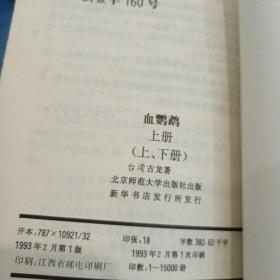 160号
血鹦鹉
上册
(上、下册)
台湾古龙著
北京师范大学出版社出版
新华书店发行所发行
开本:787×10921/32 印张:18 字数382·62千字
1993年2月第1版 1993年2月第1次印刷
印刷:江西省邮电印刷厂 印数:1—15000册